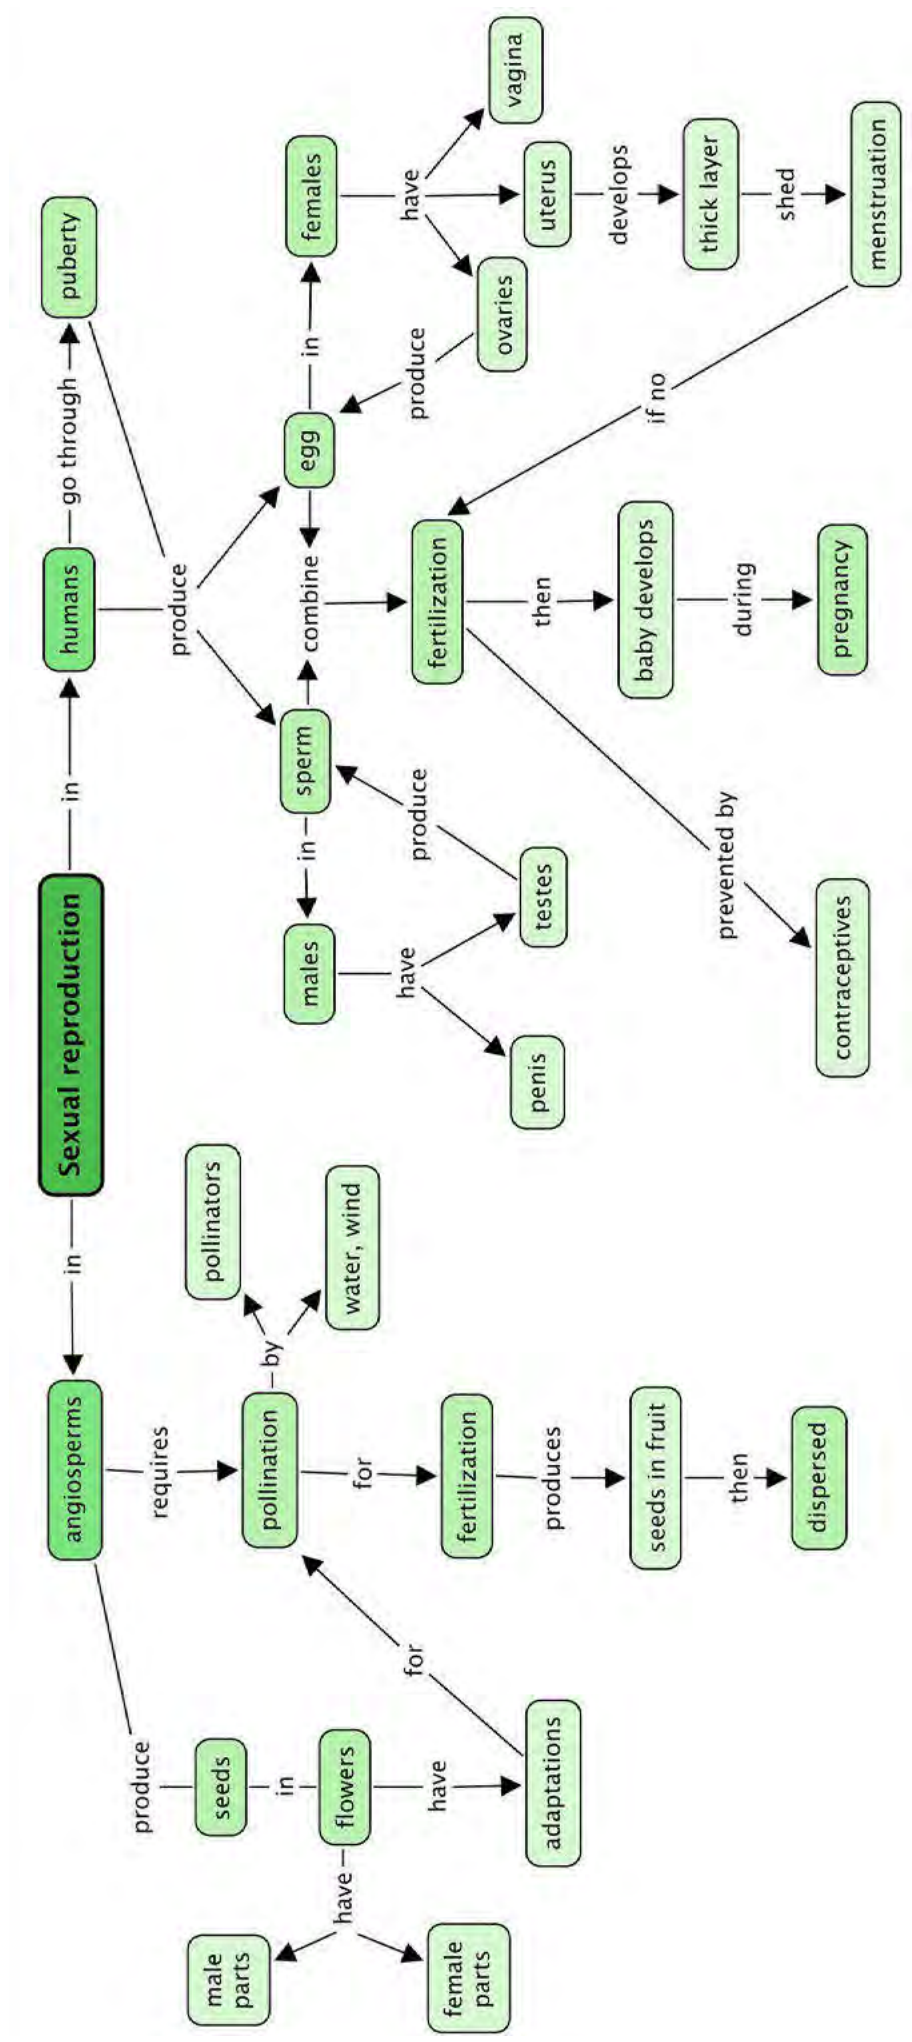 Sexual reproduction
in
in
angiosperms
humans
go through
puberty
produce
requires
seeds
in
flowers
have
male
parts
female
parts
have
adaptations
for
pollination
by
pollinators
water, wind
for
fertilization
produces
seeds in fruit
then
dispersed
produce
sperm
combine
egg
in
males
have
penis
testes
produce
in
females
have
ovaries
uterus
vagina
produce
develops
thick layer
shed
menstruation
if no
fertilization
then
baby develops
during
pregnancy
prevented by
contraceptives